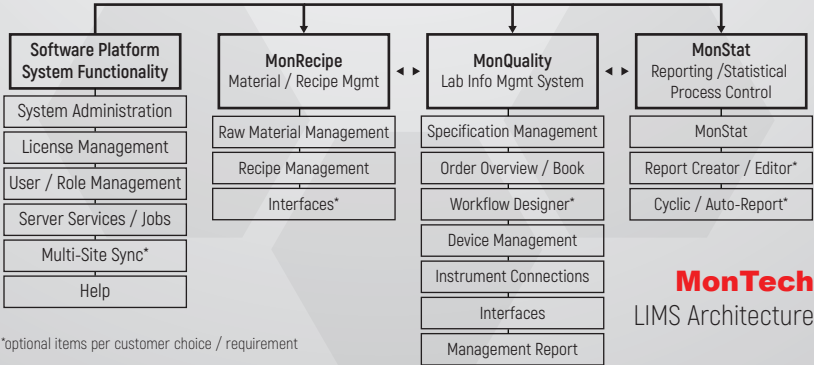 Software Platform
System Functionality
System Administration
License Management
User / Role Management
Server Services / Jobs
Multi-Site Sync*
Help
MonRecipe
Material / Recipe Mgmt
Raw Material Management
Recipe Management
Interfaces*
MonQuality
Lab Info Mgmt System
Specification Management
Order Overview / Book
Workflow Designer*
Device Management
Instrument Connections
Interfaces
Management Report
MonStat
Reporting /Statistical
Process Control
MonStat
Report Creator / Editor*
Cyclic / Auto-Report*
MonTech
LIMS Architecture
*optional items per customer choice / requirement